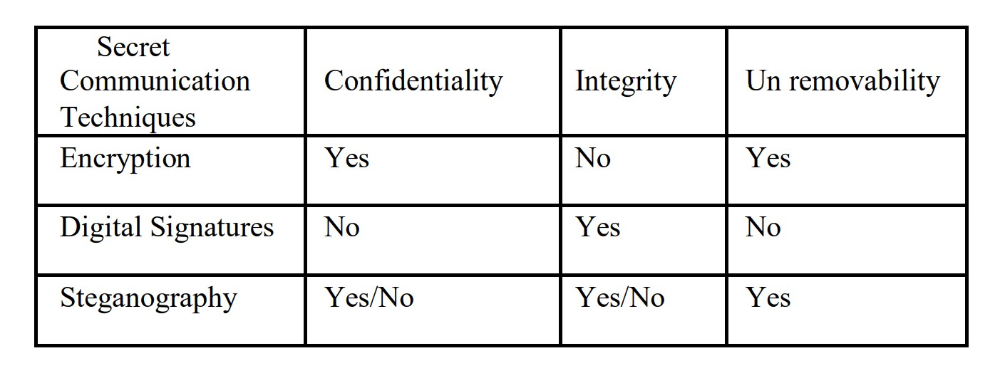 Secret
Communication
Techniques
Confidentiality
Integrity
Un removability
Encryption
Yes
No
Yes
Digital Signatures
No
Yes
No
Steganography
Yes/No
Yes/No
Yes